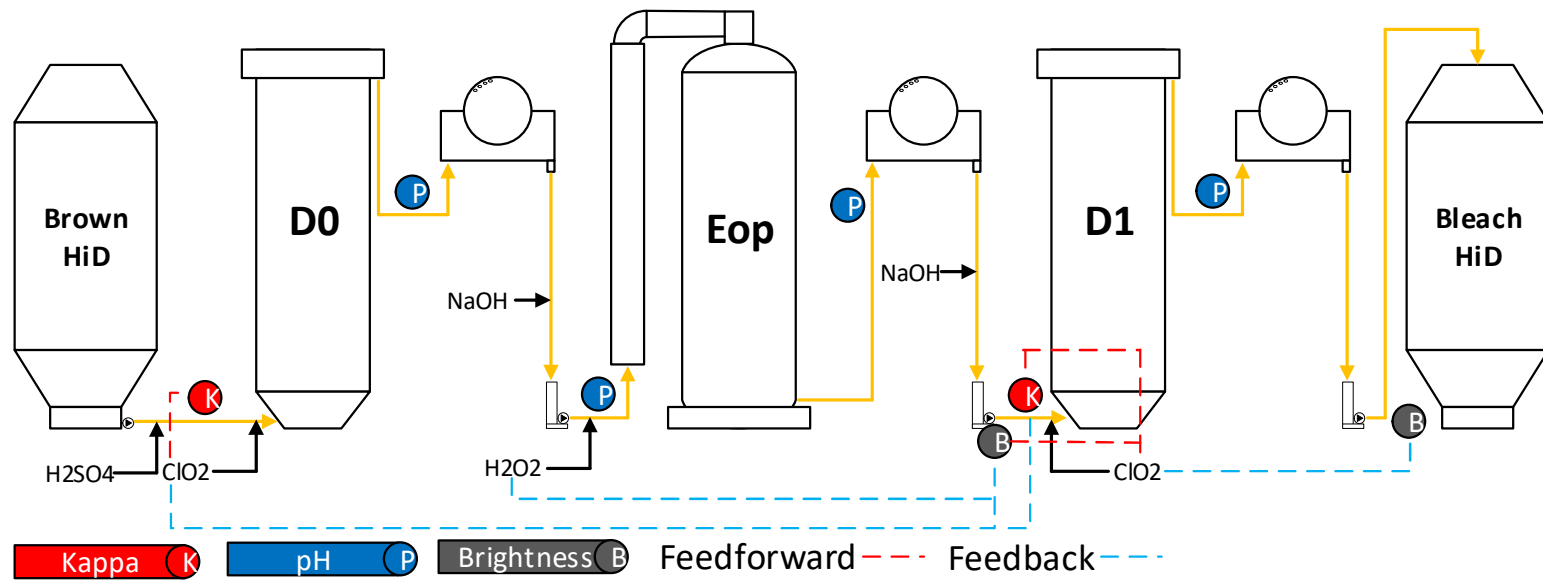 Brown
HiD
D0
P
Eop
P
D1
P
Bleach
HiD
NaOH
NaOH
K
P
K
B
B
H2SO4
ClO2
H2O2
ClO2
Kappa K
pH P
Brightness B
Feedforward
Feedback